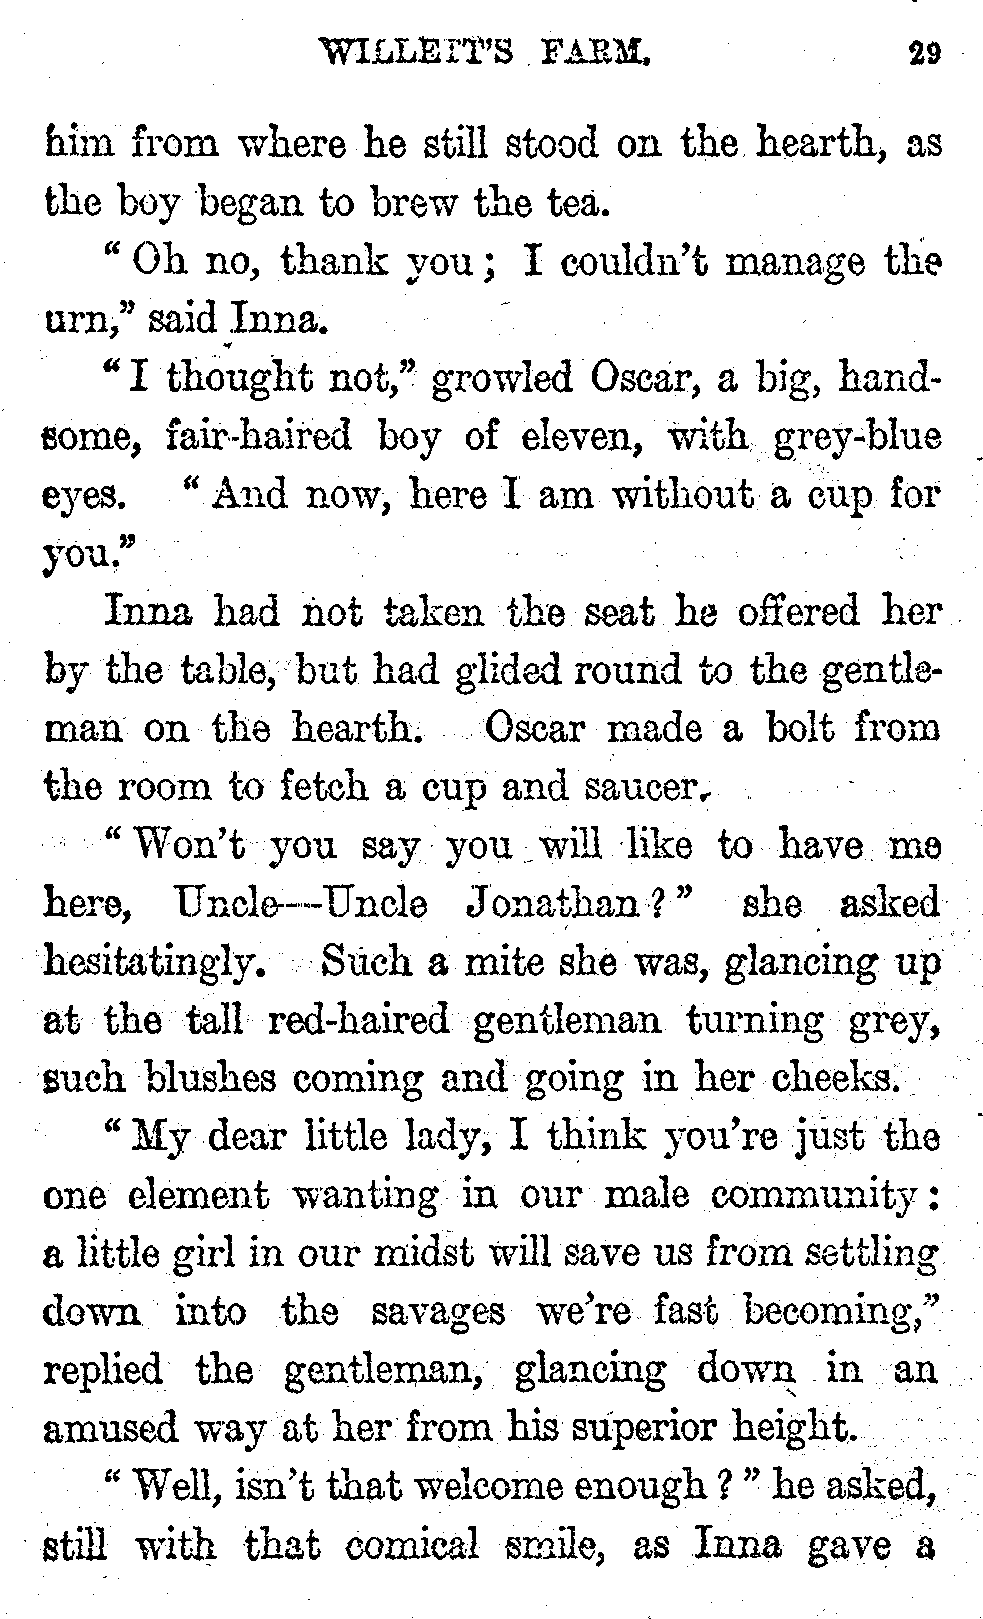 WILLETT'S FARM. 29
him from where he still stood on the hearth, as
the boy began to brew the tea.
“Oh no, thank you; I couldn't manage the
urn,” said Inna.
“I thought not,” growled Oscar, a big, hand-
some, fair-haired boy of eleven, with grey-blue
eyes. “And now, here I am without a cup for
you.”
Inna had not taken the seat he offered her
by the table, but had glided round to the gentle-
man on the hearth. Oscar made a bolt from
the room to fetch a cup and saucer.
“Won't you say you will like to have me
here, Uncle—Uncle Jonathan?” she asked
hesitatingly. Such a mite she was, glancing up
at the tall red-haired gentleman turning grey,
such blushes coming and going in her cheeks.
“My dear little lady, I think you're just the
one element wanting in our male community:
a little girl in our midst will save us from settling
down into the savages we're fast becoming,”
replied the gentleman, glancing down in an
amused way at her from his superior height.
“Well, isn't that welcome enough?” he asked,
still with that comical smile, as Inna gave a